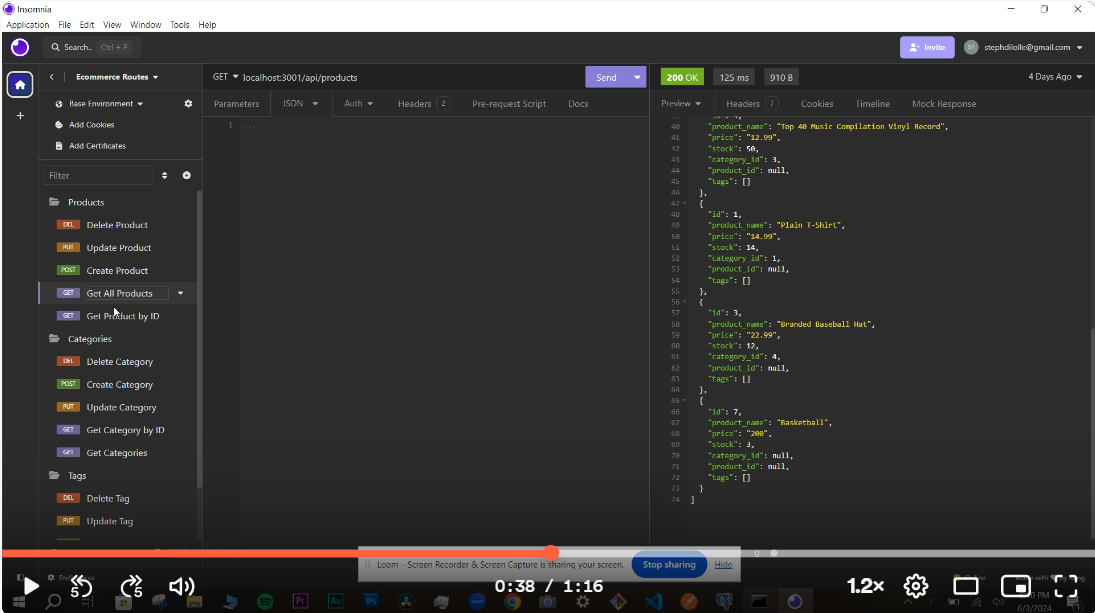 Insomnia
Application File Edit View Window Tools Help
Search.. Ctrl + P
Invite
ST stephdilolle@gmail.com
Ecommerce Routes
GET localhost:3001/api/products
Send
200 OK 125 ms 910 B
4 Days Ago
Base Environment
Parameters JSON Auth Headers 2 Pre-request Script Docs
Preview Headers 7 Cookies Timeline Mock Response
Add Cookies
Add Certificates
Filter
1 ...
Products
DEL Delete Product
PUT Update Product
POST Create Product
GET Get All Products
GET Get Product by ID
Categories
DEL Delete Category
POST Create Category
PUT Update Category
GET Get Category by ID
GET Get Categories
Tags
DEL Delete Tag
PUT Update Tag
40 "product_name": "Top 40 Music Compilation Vinyl Record",
41 "price": "12.99",
42 "stock": 50,
43 "category_id": 3,
44 "product_id": null,
45 "tags": []
46 },
47 {
48 "id": 1,
49 "product_name": "Plain T-Shirt",
50 "price": "14.99",
51 "stock": 14,
52 "category_id": 1,
53 "product_id": null,
54 "tags": []
55 },
56 {
57 "id": 3,
58 "product_name": "Branded Baseball Hat",
59 "price": "22.99",
60 "stock": 12,
61 "category_id": 4,
62 "product_id": null,
63 "tags": []
64 },
65 {
66 "id": 7,
67 "product_name": "Basketball",
68 "price": "200",
69 "stock": 3,
70 "category_id": null,
71 "product_id": null,
72 "tags": []
73 }
74 ]
Loom – Screen Recorder & Screen Capture is sharing your screen. Stop sharing Hide
5 5 0:38 / 1:16 1.2×
6/3/2024